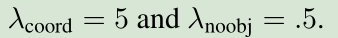 λcoord = 5 and λnoobj = .5.